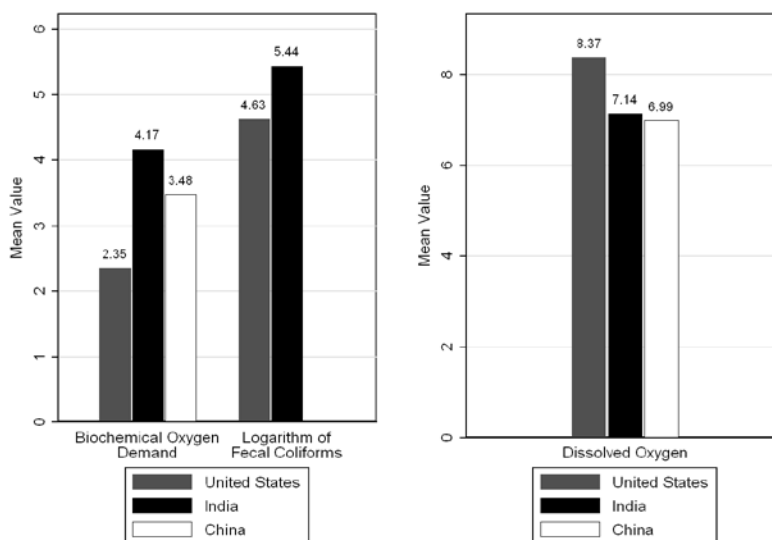 Mean Value
6
5
4
3
2
1
0
2.35
4.17
3.48
4.63
5.44
Biochemical Oxygen
Demand
Logarithm of
Fecal Coliforms
United States
India
China
Mean Value
8
6
4
2
0
8.37
7.14
6.99
Dissolved Oxygen
United States
India
China